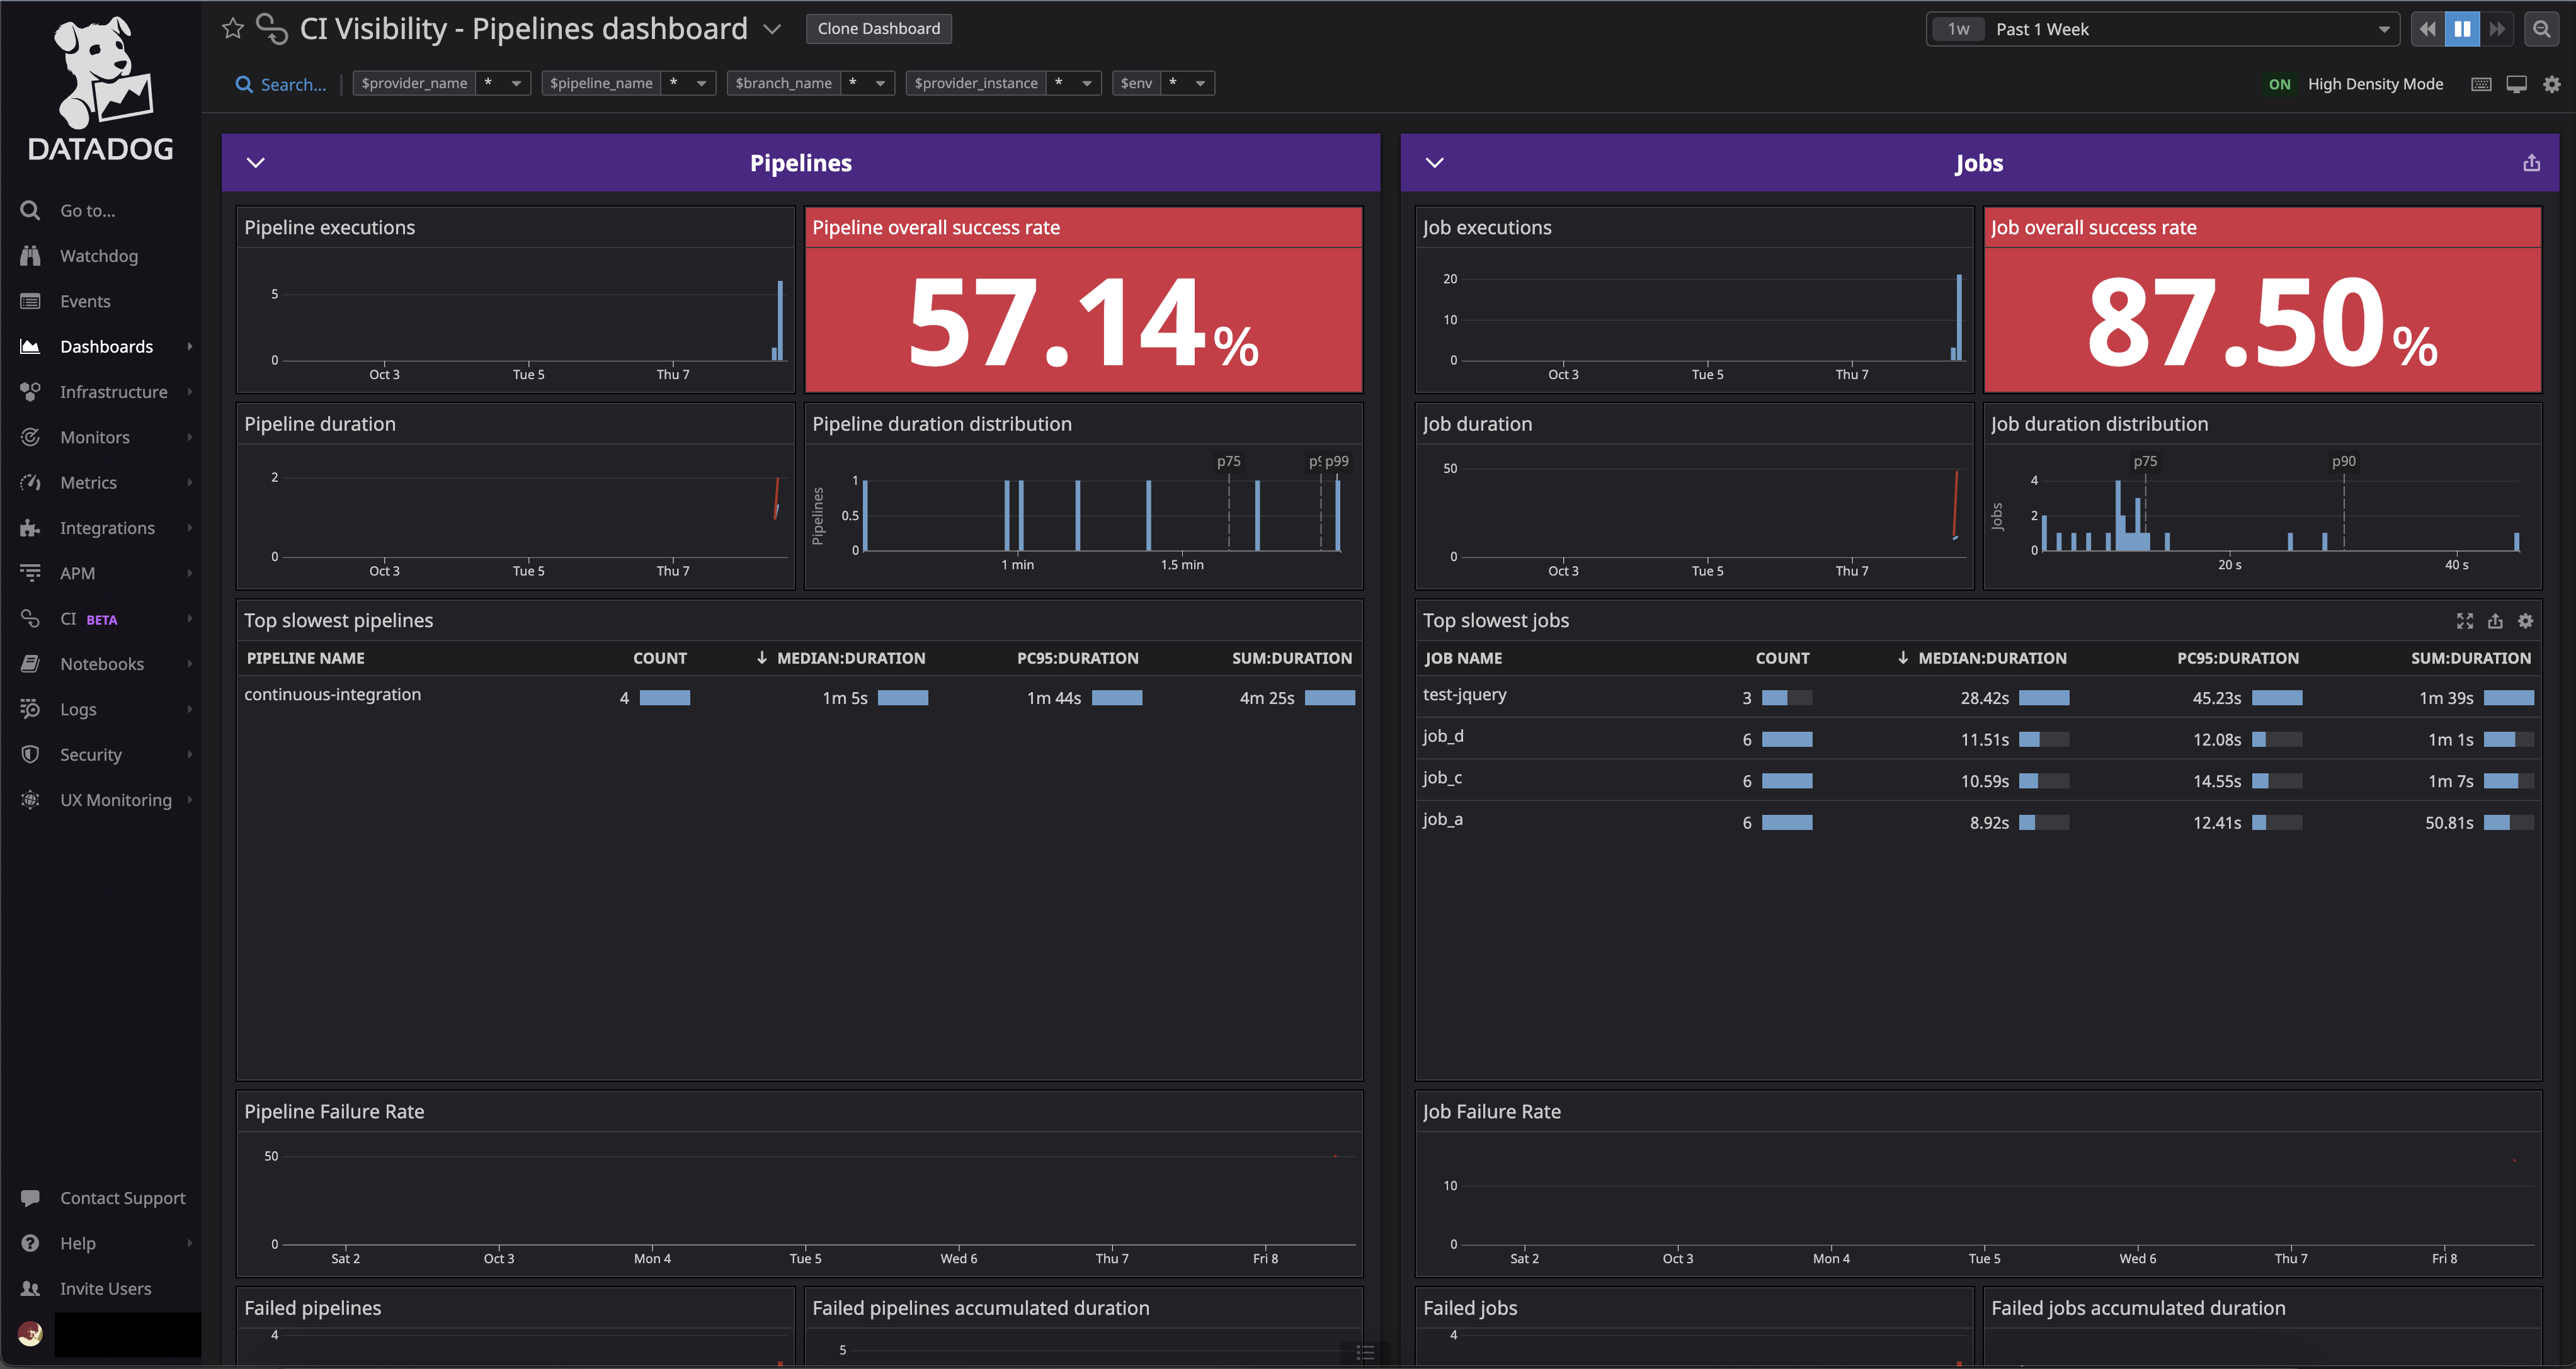 DATADOG
Go to...
Watchdog
Events
Dashboards
Infrastructure
Monitors
Metrics
Integrations
APM
CI BETA
Notebooks
Logs
Security
UX Monitoring
Contact Support
Help
Invite Users
CI Visibility - Pipelines dashboard
Clone Dashboard
1w Past 1 Week
Search...
$provider_name *
$pipeline_name *
$branch_name *
$provider_instance *
$env *
ON High Density Mode
Pipelines
Pipeline executions
5
0
Oct 3 Tue 5 Thu 7
Pipeline overall success rate
57.14%
Pipeline duration
2
0
Oct 3 Tue 5 Thu 7
Pipeline duration distribution
p75 p99
Pipelines
1
0.5
0
1 min 1.5 min
Top slowest pipelines
PIPELINE NAME COUNT MEDIAN:DURATION PC95:DURATION SUM:DURATION
continuous-integration 4 1m 5s 1m 44s 4m 25s
Pipeline Failure Rate
50
0
Sat 2 Oct 3 Mon 4 Tue 5 Wed 6 Thu 7 Fri 8
Failed pipelines
4
Failed pipelines accumulated duration
5
Jobs
Job executions
20
10
0
Oct 3 Tue 5 Thu 7
Job overall success rate
87.50%
Job duration
50
0
Oct 3 Tue 5 Thu 7
Job duration distribution
p75 p90
Jobs
4
2
0
20 s 40 s
Top slowest jobs
JOB NAME COUNT MEDIAN:DURATION PC95:DURATION SUM:DURATION
test-jquery 3 28.42s 45.23s 1m 39s
job_d 6 11.51s 12.08s 1m 1s
job_c 6 10.59s 14.55s 1m 7s
job_a 6 8.92s 12.41s 50.81s
Job Failure Rate
10
0
Sat 2 Oct 3 Mon 4 Tue 5 Wed 6 Thu 7 Fri 8
Failed jobs
4
Failed jobs accumulated duration